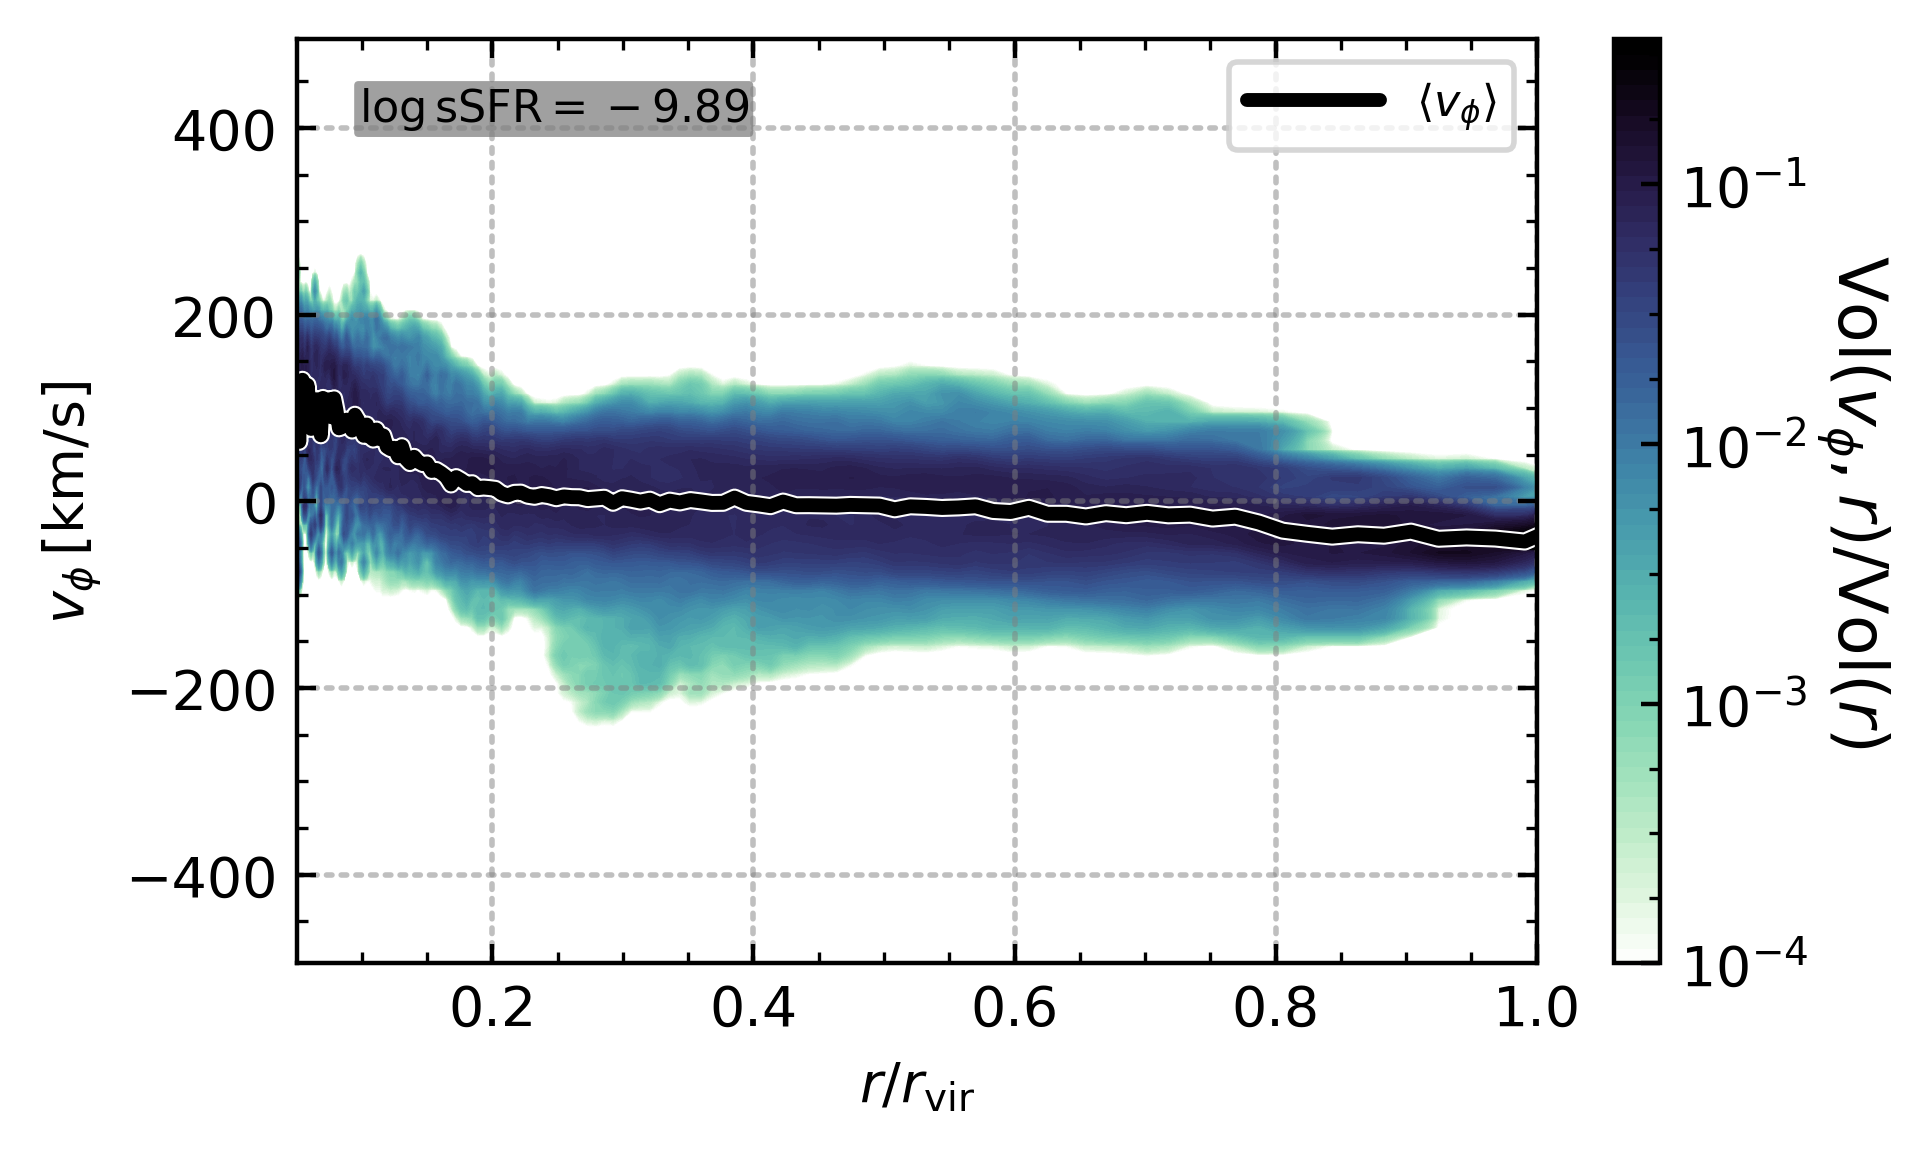 log sSFR = − 9.89
⟨v_ϕ⟩
400
200
0
−200
−400
v_ϕ [km/s]
0.2 0.4 0.6 0.8 1.0
r/r_vir
10^−1
10^−2
10^−3
10^−4
Vol(v_ϕ, r)/Vol(r)